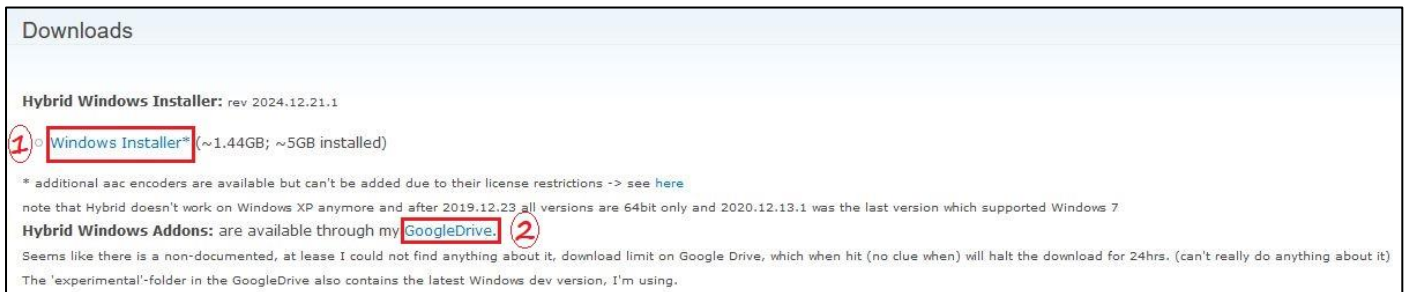 Downloads
Hybrid Windows Installer: rev 2024.12.21.1
1 ○ Windows Installer* (~1.44GB; ~5GB installed)
* additional aac encoders are available but can't be added due to their license restrictions -> see here
note that Hybrid doesn't work on Windows XP anymore and after 2019.12.23 all versions are 64bit only and 2020.12.13.1 was the last version which supported Windows 7
Hybrid Windows Addons: are available through my GoogleDrive. 2
Seems like there is a non-documented, at lease I could not find anything about it, download limit on Google Drive, which when hit (no clue when) will halt the download for 24hrs. (can't really do anything about it)
The 'experimental'-folder in the GoogleDrive also contains the latest Windows dev version, I'm using.